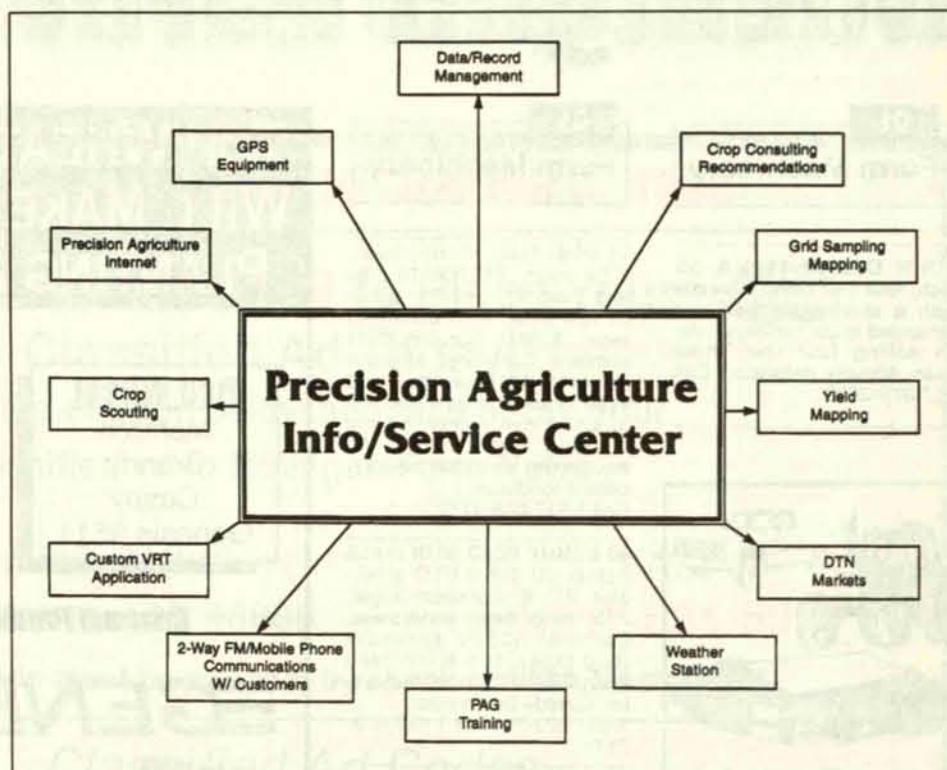 Data/Record
Management
GPS
Equipment
Crop Consulting
Recommendations
Precision Agriculture
Internet
Grid Sampling
Mapping
Precision Agriculture
Info/Service Center
Crop
Scouting
Yield
Mapping
Custom VRT
Application
DTN
Markets
2-Way FM/Mobile Phone
Communications
W/ Customers
Weather
Station
PAG
Training